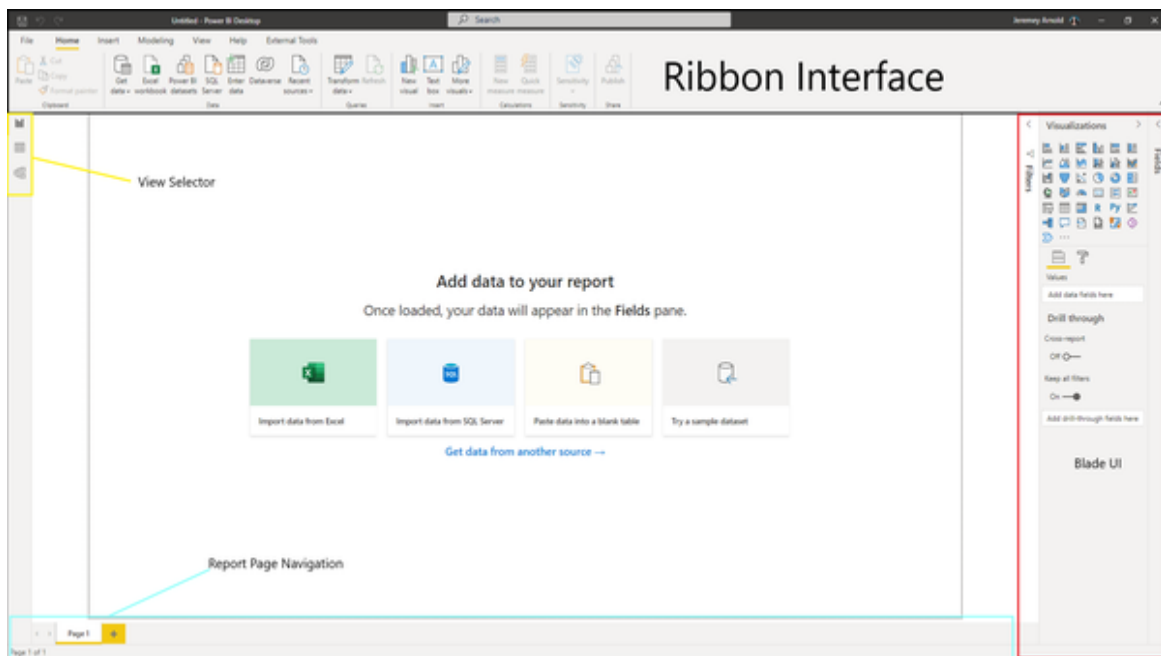 Untitled - Power BI Desktop
Search
Jeremey Arnold
File Home Insert Modeling View Help External Tools
Paste
Cut
Copy
Format painter
Get data
Excel workbook
Power BI datasets
SQL Server
Enter data
Dataverse
Recent sources
Transform data
Refresh
New visual
Text box
More visuals
New measure
Quick measure
Sensitivity
Publish
Clipboard Data Queries Insert Calculations Sensitivity Share
Ribbon Interface
View Selector
Add data to your report
Once loaded, your data will appear in the Fields pane.
SQL
Import data from Excel
Import data from SQL Server
Paste data into a blank table
Try a sample dataset
Get data from another source →
Report Page Navigation
Page 1
Page 1 of 1
Filters
Visualizations
R Py
Values
Add data fields here
Drill through
Cross-report
Off
Keep all filters
On
Add drill-through fields here
Blade UI
Fields